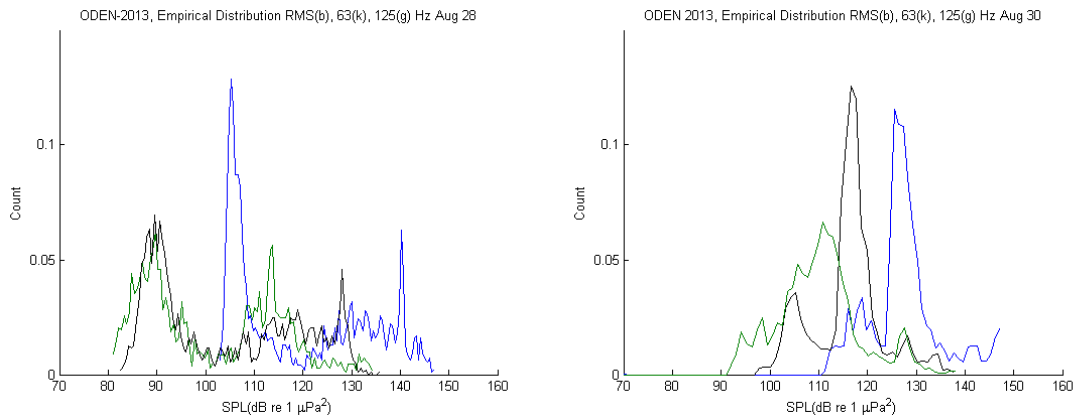 ODEN-2013, Empirical Distribution RMS(b), 63(k), 125(g) Hz Aug 28
0.1
0.05
0
Count
70 80 90 100 110 120 130 140 150 160
SPL(dB re 1 µPa²)
ODEN 2013, Empirical Distribution RMS(b), 63(k), 125(g) Hz Aug 30
0.1
0.05
0
Count
70 80 90 100 110 120 130 140 150 160
SPL(dB re 1 µPa²)